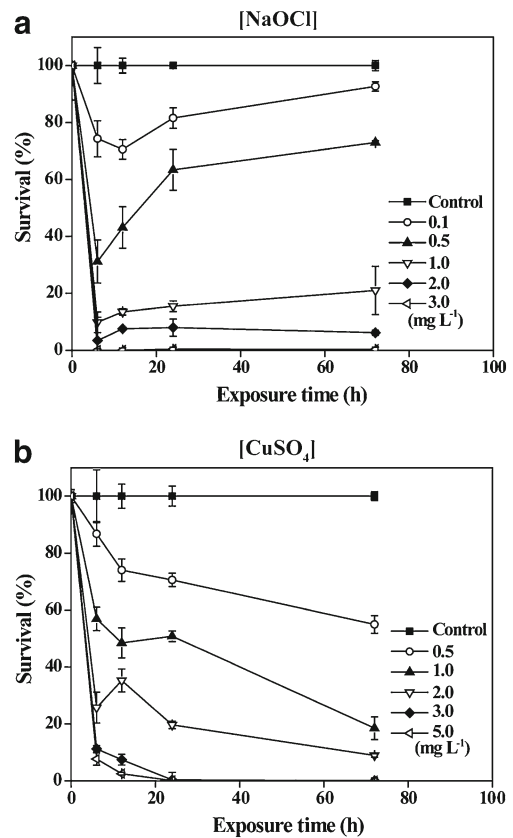 a
[NaOCl]
Survival (%)
100
80
60
40
20
0
Control
0.1
0.5
1.0
2.0
3.0
(mg L-1)
0 20 40 60 80 100
Exposure time (h)
b
[CuSO4]
Survival (%)
100
80
60
40
20
0
Control
0.5
1.0
2.0
3.0
5.0
(mg L-1)
0 20 40 60 80 100
Exposure time (h)